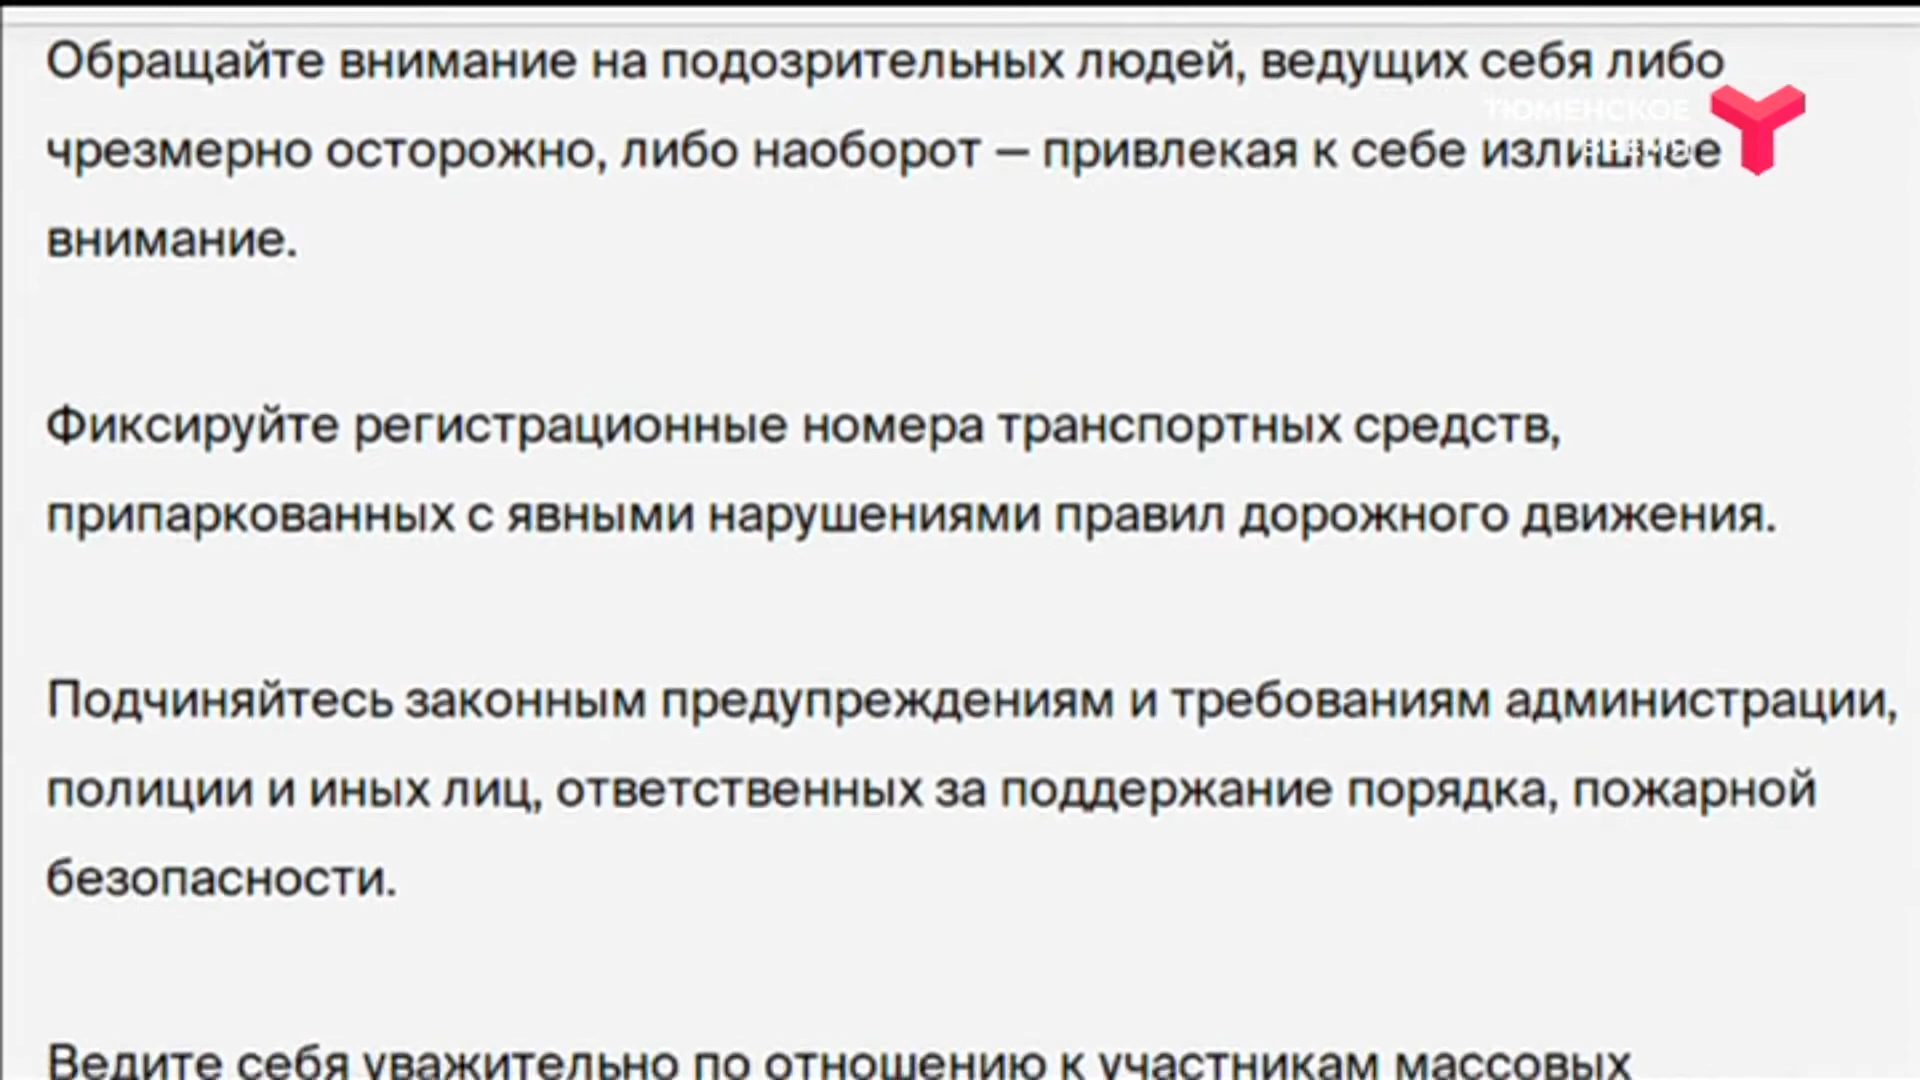 Обращайте внимание на подозрительных людей, ведущих себя либо
ТЮМЕНСКОЕ
ВРЕМЯ
чрезмерно осторожно, либо наоборот — привлекая к себе излишнее
внимание.
Фиксируйте регистрационные номера транспортных средств,
припаркованных с явными нарушениями правил дорожного движения.
Подчиняйтесь законным предупреждениям и требованиям администрации,
полиции и иных лиц, ответственных за поддержание порядка, пожарной
безопасности.
Ведите себя уважительно по отношению к участникам массовых